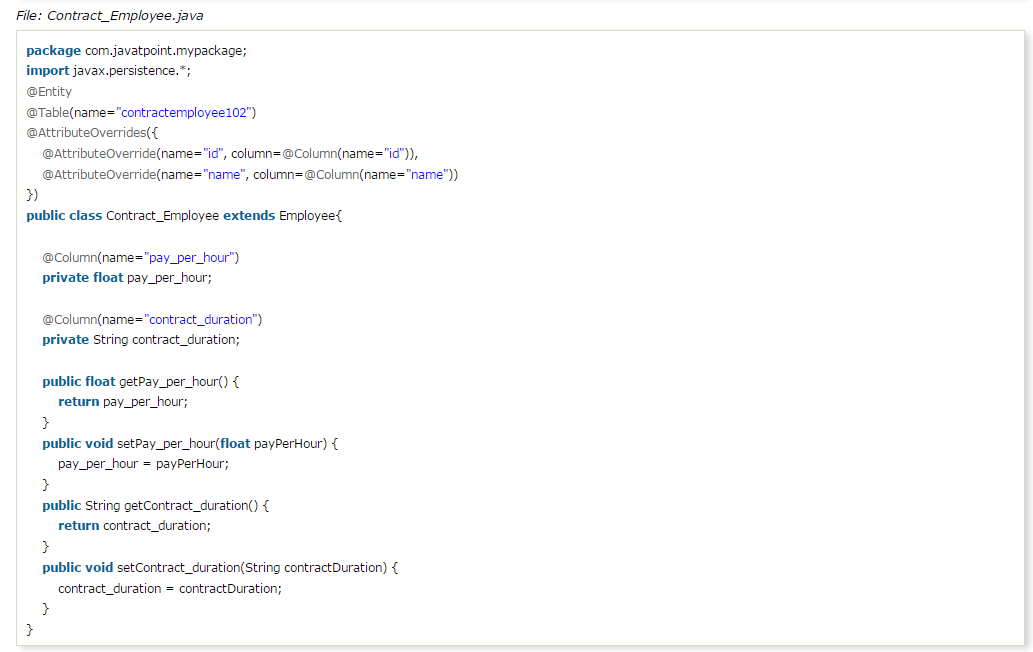 File: Contract_Employee.java
package com.javatpoint.mypackage;
import javax.persistence.*;
@Entity
@Table(name="contractemployee102")
@AttributeOverrides({
    @AttributeOverride(name="id", column=@Column(name="id")),
    @AttributeOverride(name="name", column=@Column(name="name"))
})
public class Contract_Employee extends Employee{
    @Column(name="pay_per_hour")
    private float pay_per_hour;
    @Column(name="contract_duration")
    private String contract_duration;
    public float getPay_per_hour() {
        return pay_per_hour;
    }
    public void setPay_per_hour(float payPerHour) {
        pay_per_hour = payPerHour;
    }
    public String getContract_duration() {
        return contract_duration;
    }
    public void setContract_duration(String contractDuration) {
        contract_duration = contractDuration;
    }
}